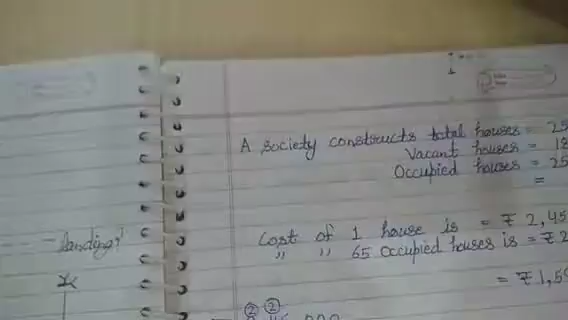 A society constructs total houses = 25
Vacant houses = 18
Occupied houses = 25
=
Cost of 1 house is = ₹ 2,45
" " 65 Occupied houses is = ₹ 2
= ₹ 1,59
landing?